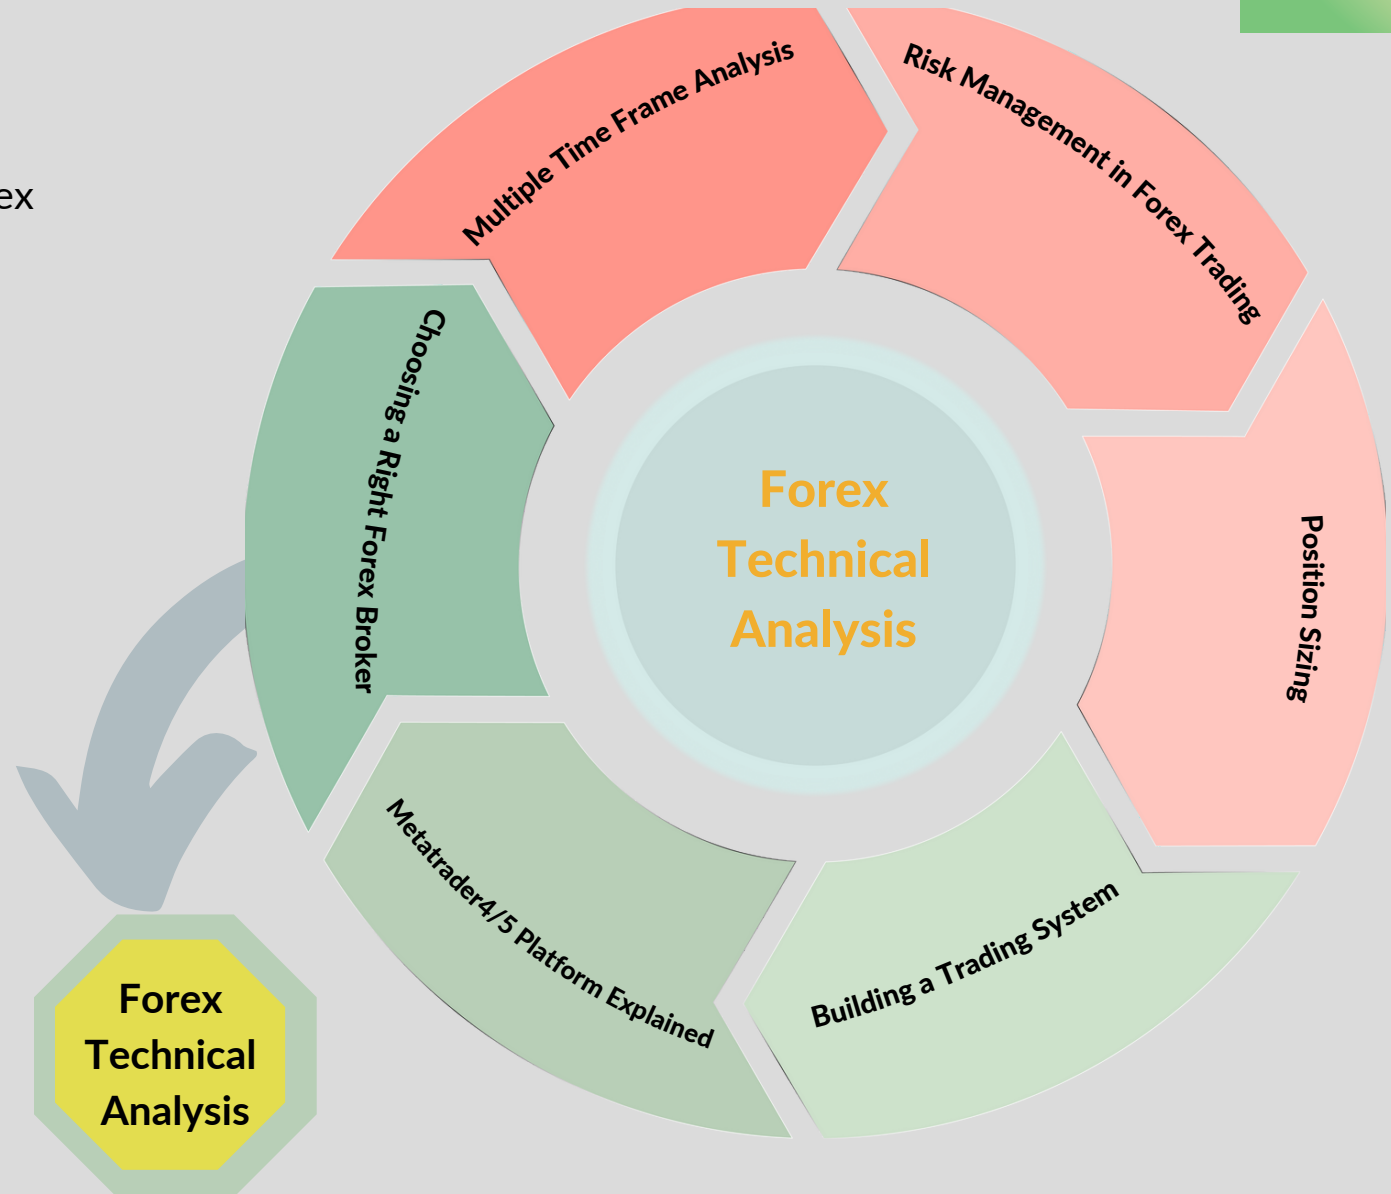 ex
Multiple Time Frame Analysis
Risk Management in Forex Trading
Position Sizing
Building a Trading System
Metatrader4/5 Platform Explained
Choosing a Right Forex Broker
Forex
Technical
Analysis
Forex
Technical
Analysis